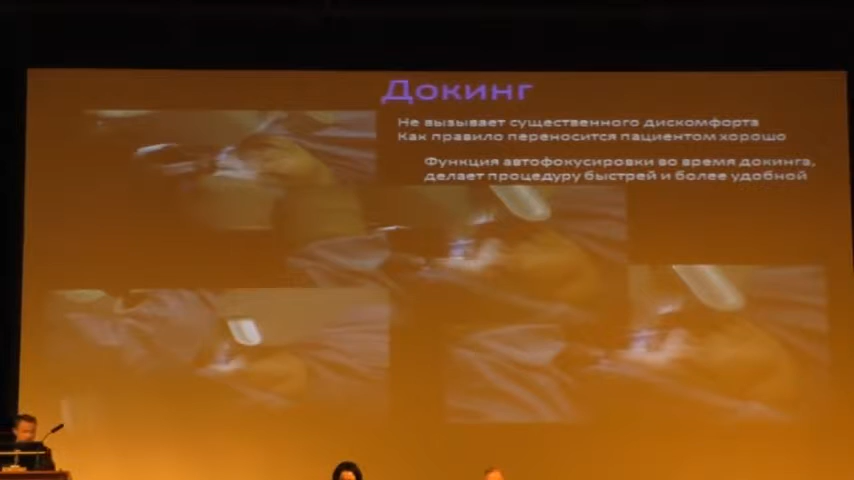 Докинг
Не вызывает существенного дискомфорта
Как правило переносится пациентом хорошо
Функция автофокусировки во время докинга,
делает процедуру быстрей и более удобной